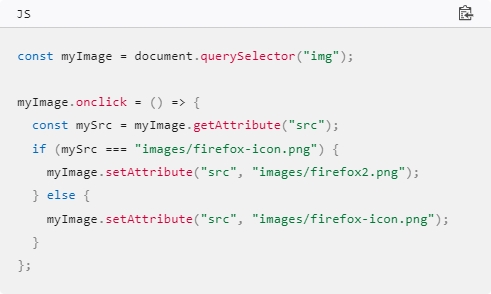 JS
const myImage = document.querySelector("img");
myImage.onclick = () => {
  const mySrc = myImage.getAttribute("src");
  if (mySrc === "images/firefox-icon.png") {
    myImage.setAttribute("src", "images/firefox2.png");
  } else {
    myImage.setAttribute("src", "images/firefox-icon.png");
  }
};